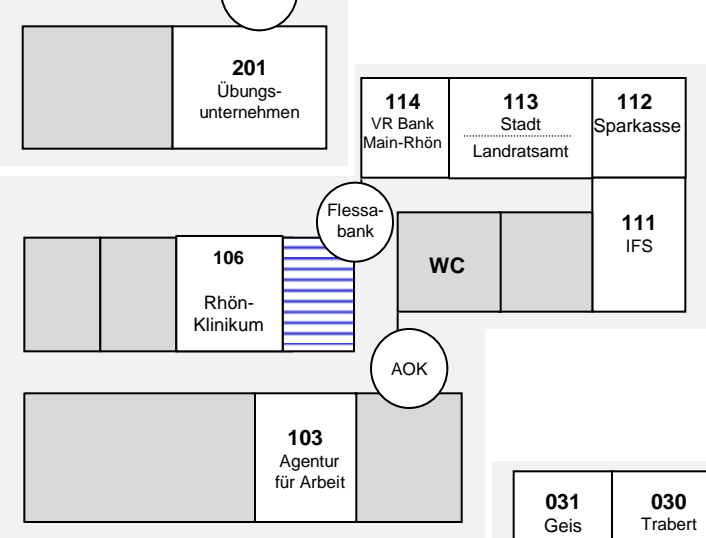 201
Übungs-
unternehmen
114
VR Bank
Main-Rhön
113
Stadt
Landratsamt
112
Sparkasse
111
IFS
Flessa-
bank
WC
106
Rhön-
Klinikum
AOK
103
Agentur
für Arbeit
031
Geis
030
Trabert